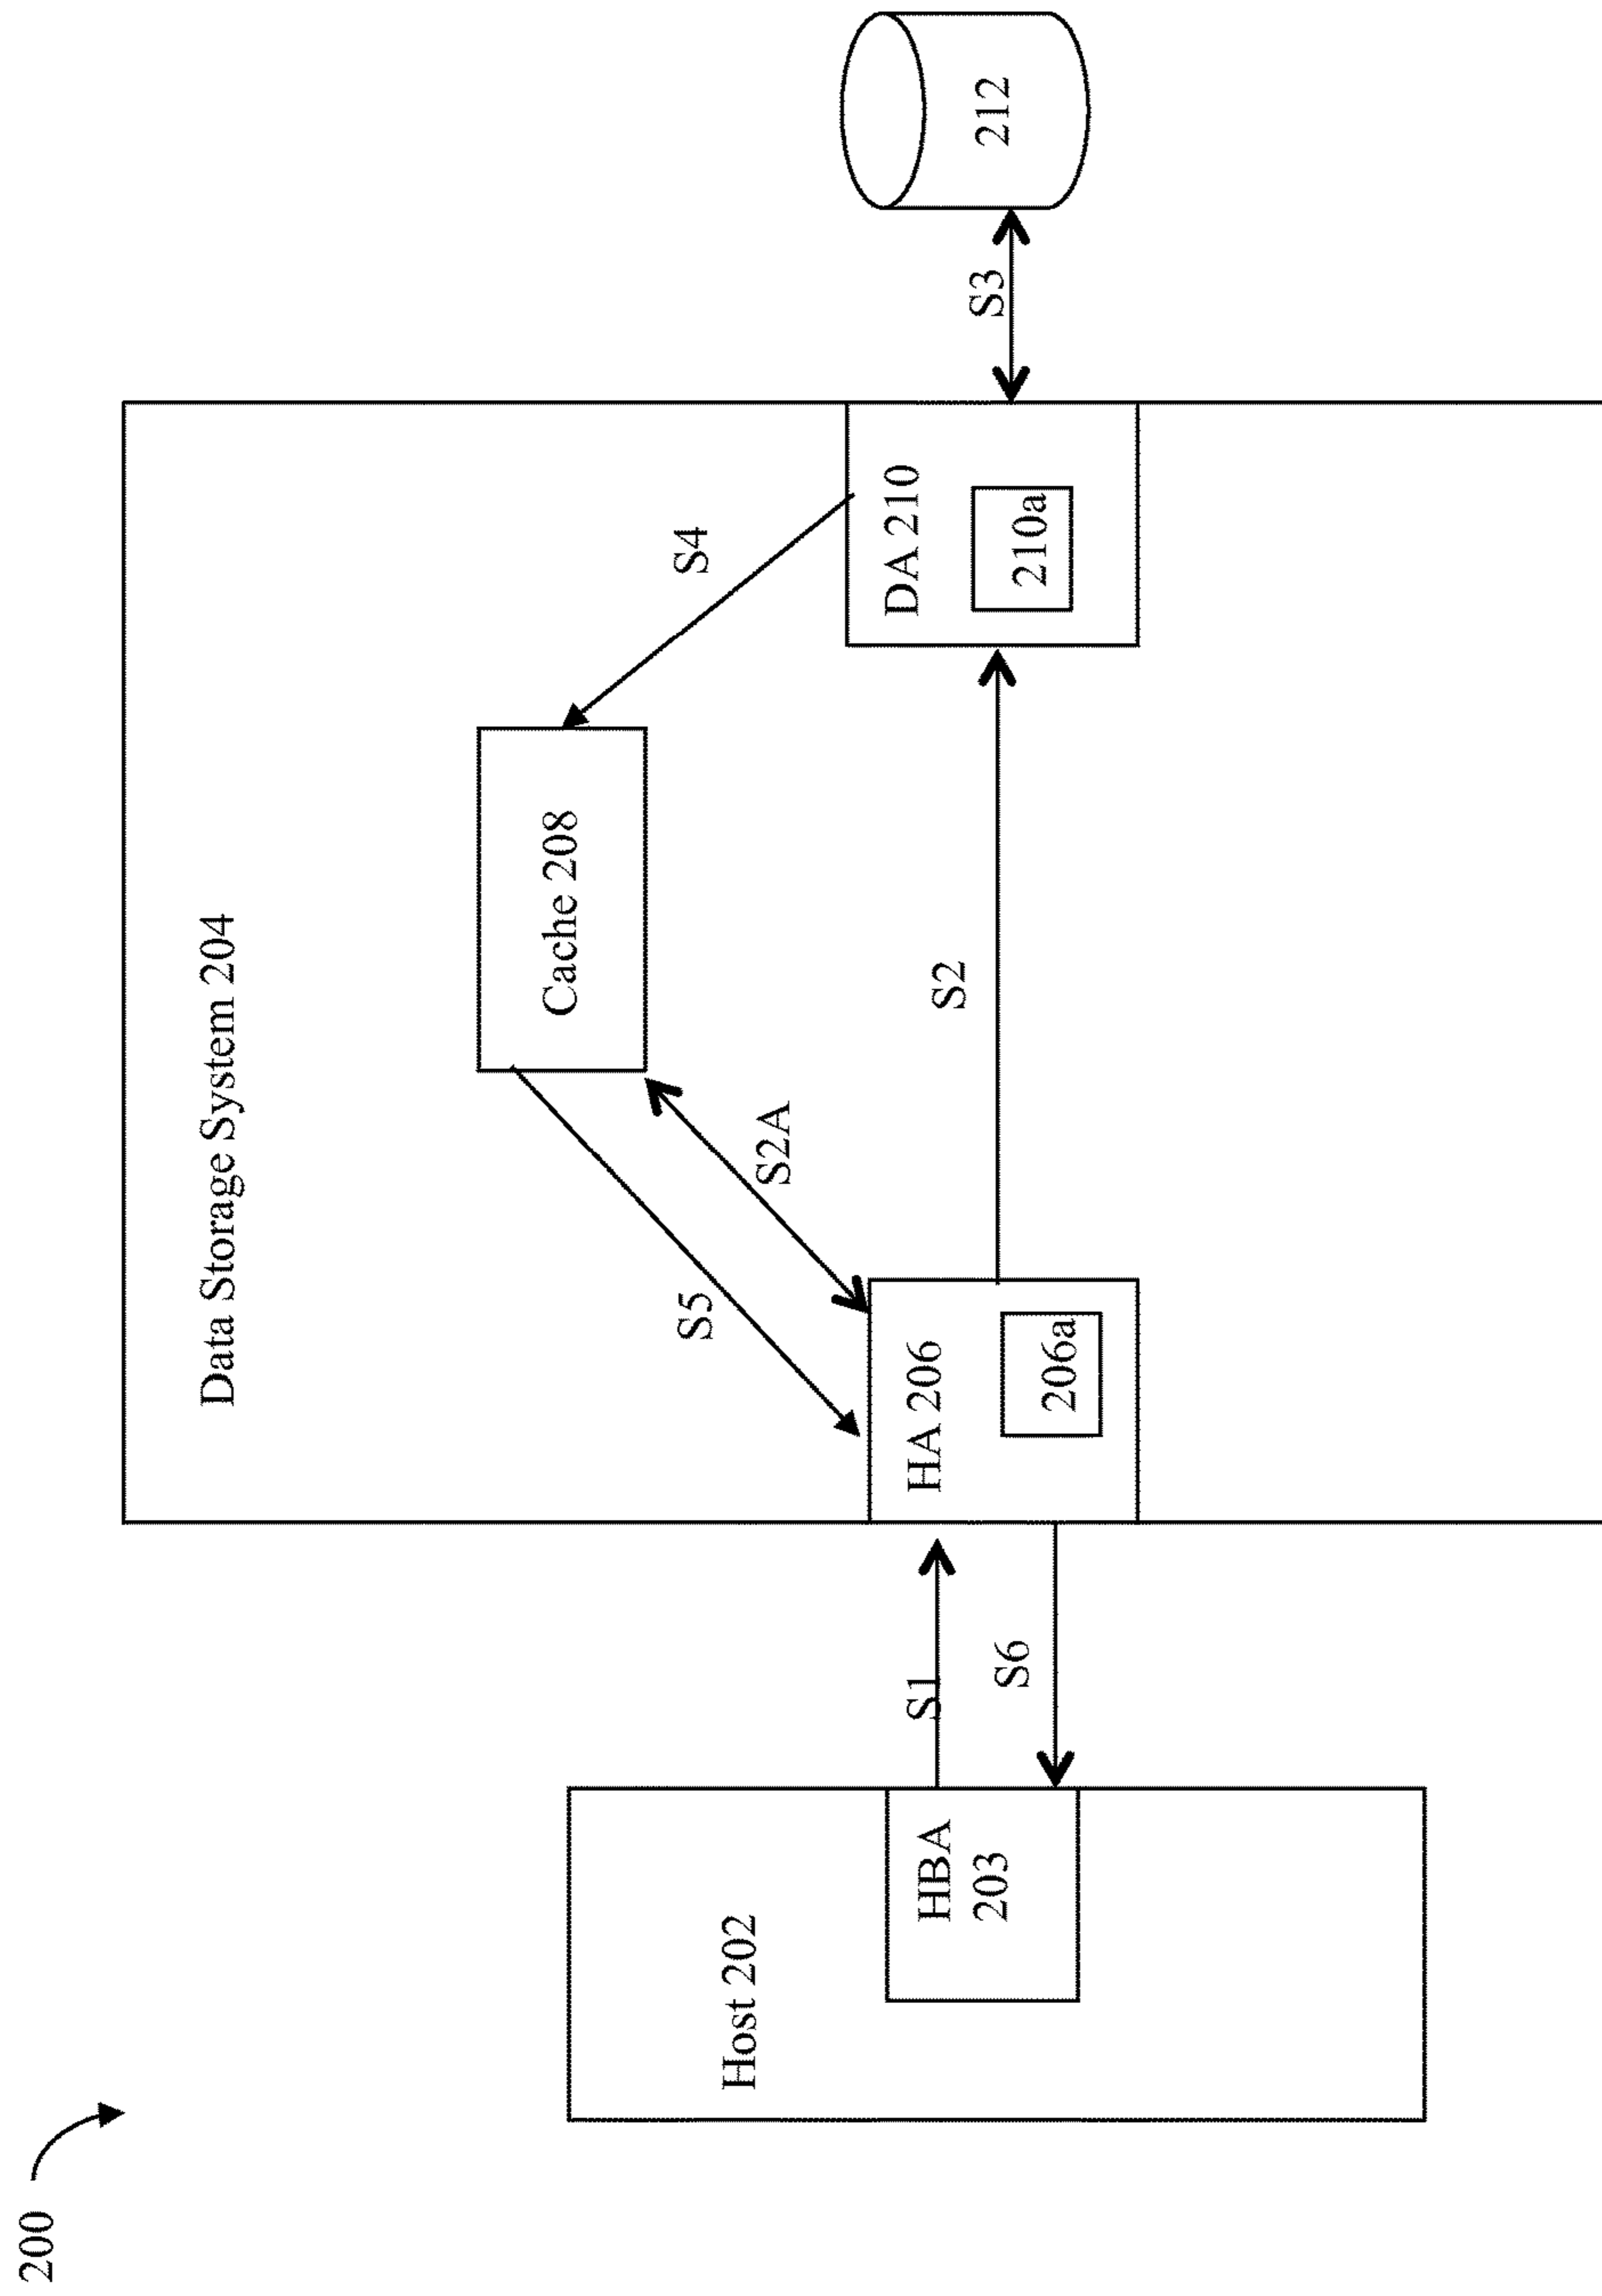 200
Data Storage System 204
Host 202
HBA
203
S1
S6
HA 206
206a
S5
S2A
Cache 208
S2
S4
DA 210
210a
S3
212